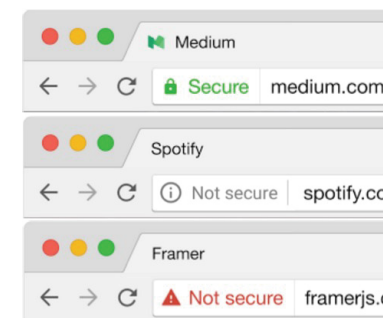 Medium
Secure medium.com
Spotify
Not secure spotify.co
Framer
Not secure framerjs.